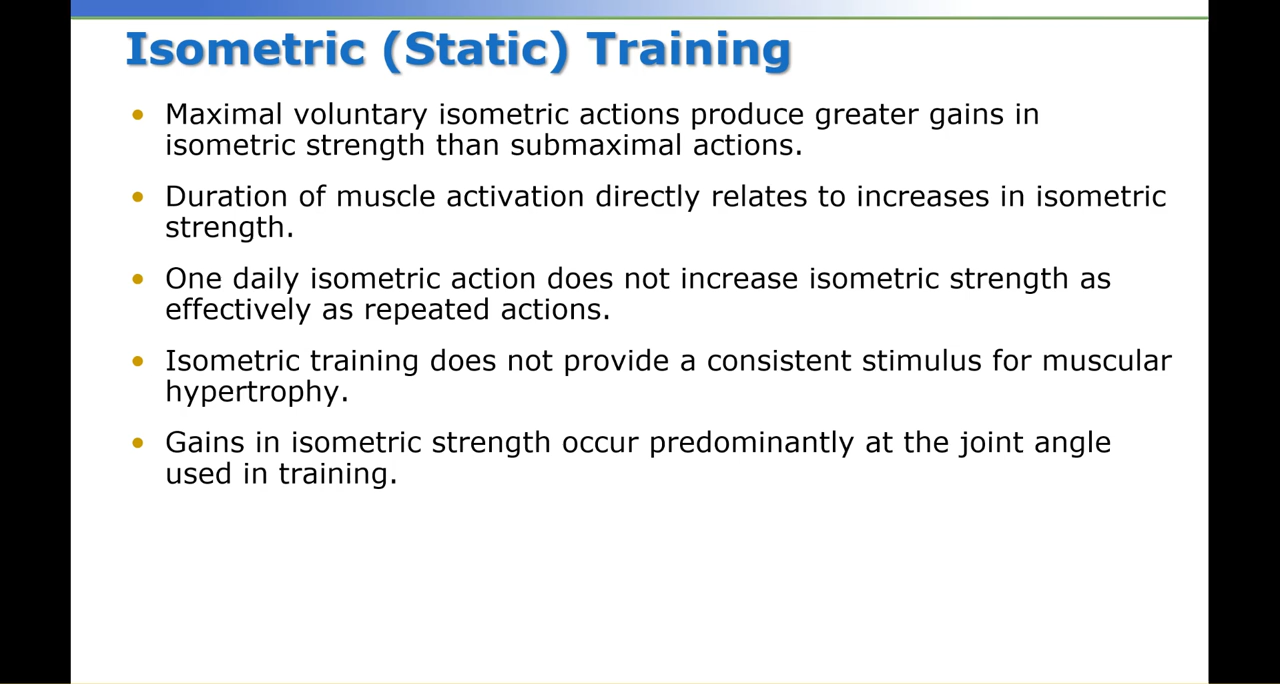 Isometric (Static) Training
• Maximal voluntary isometric actions produce greater gains in
isometric strength than submaximal actions.
• Duration of muscle activation directly relates to increases in isometric
strength.
• One daily isometric action does not increase isometric strength as
effectively as repeated actions.
• Isometric training does not provide a consistent stimulus for muscular
hypertrophy.
• Gains in isometric strength occur predominantly at the joint angle
used in training.